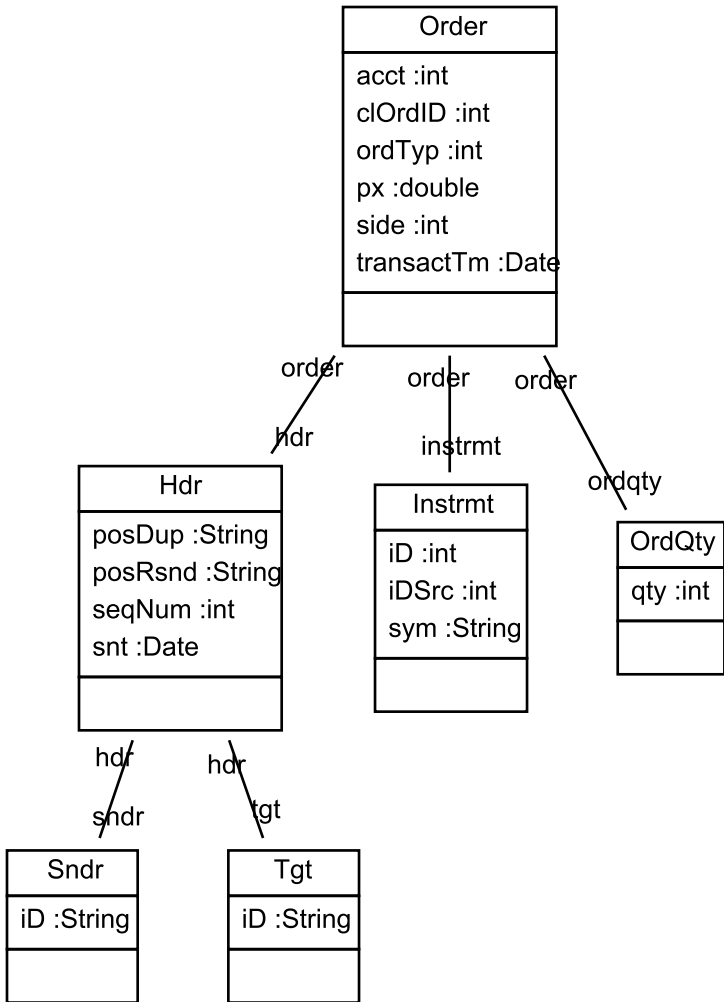 Order
acct :int
clOrdID :int
ordTyp :int
px :double
side :int
transactTm :Date
order
order
order
hdr
instrmt
ordqty
Hdr
posDup :String
posRsnd :String
seqNum :int
snt :Date
Instrmt
iD :int
iDSrc :int
sym :String
OrdQty
qty :int
hdr
hdr
sndr
tgt
Sndr
iD :String
Tgt
iD :String